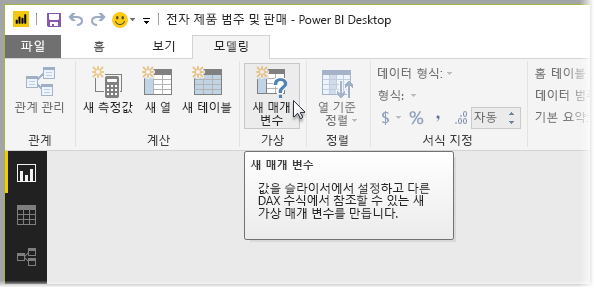 전자 제품 범주 및 판매 - Power BI Desktop
파일 홈 보기 모델링
관계 관리
관계
새 측정값 새 열 새 테이블
계산
새 매개
변수
가상
열 기준
정렬
정렬
데이터 형식:
형식:
$ % , .00 자동
서식 지정
홈 테이블
데이터 범
기본 요약
새 매개 변수
값을 슬라이서에서 설정하고 다른
DAX 수식에서 참조할 수 있는 새
가상 매개 변수를 만듭니다.